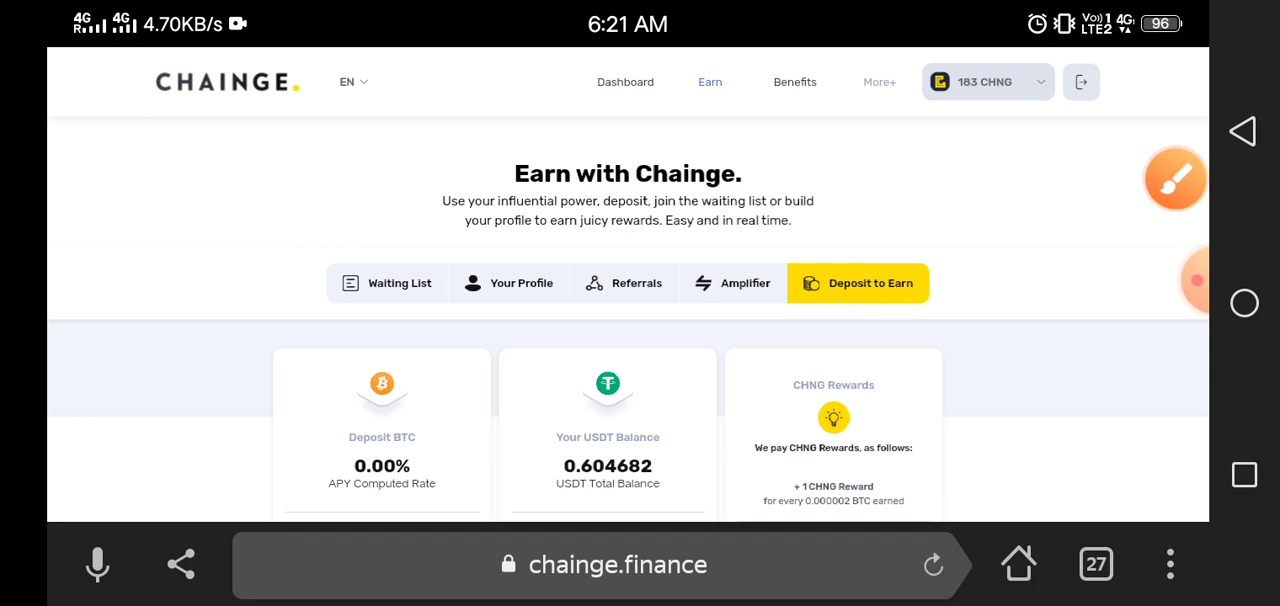 4G 4G 4.70KB/s 6:21 AM Vo) 1 LTE2 4G 96
R
CHAINGE. EN Dashboard Earn Benefits More+ 183 CHNG
Earn with Chainge.
Use your influential power, deposit, join the waiting list or build
your profile to earn juicy rewards. Easy and in real time.
Waiting List Your Profile Referrals Amplifier Deposit to Earn
Deposit BTC
0.00%
APY Computed Rate
Your USDT Balance
0.604682
USDT Total Balance
CHNG Rewards
We pay CHNG Rewards, as follows:
+ 1 CHNG Reward
for every 0.000002 BTC earned
chainge.finance 27